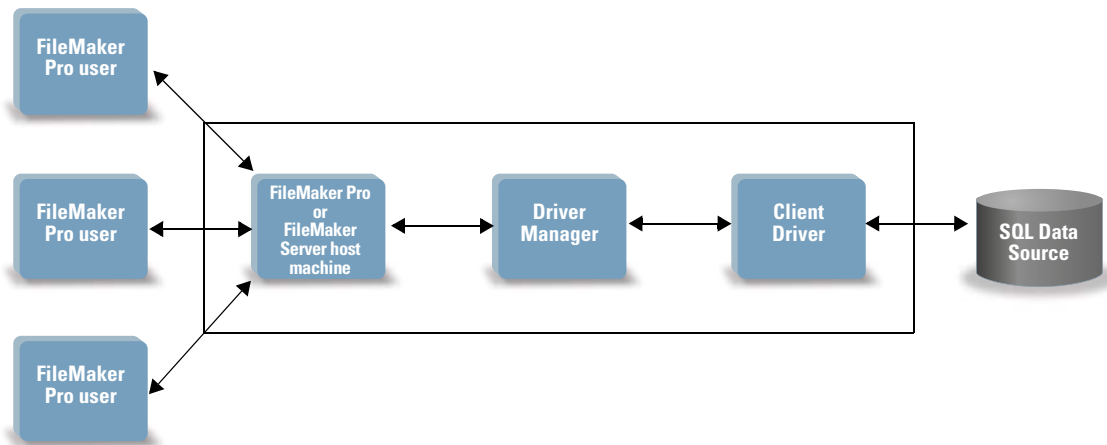 FileMaker
Pro user
FileMaker
Pro user
FileMaker Pro
or
FileMaker
Server host
machine
Driver
Manager
Client
Driver
SQL Data
Source
FileMaker
Pro user